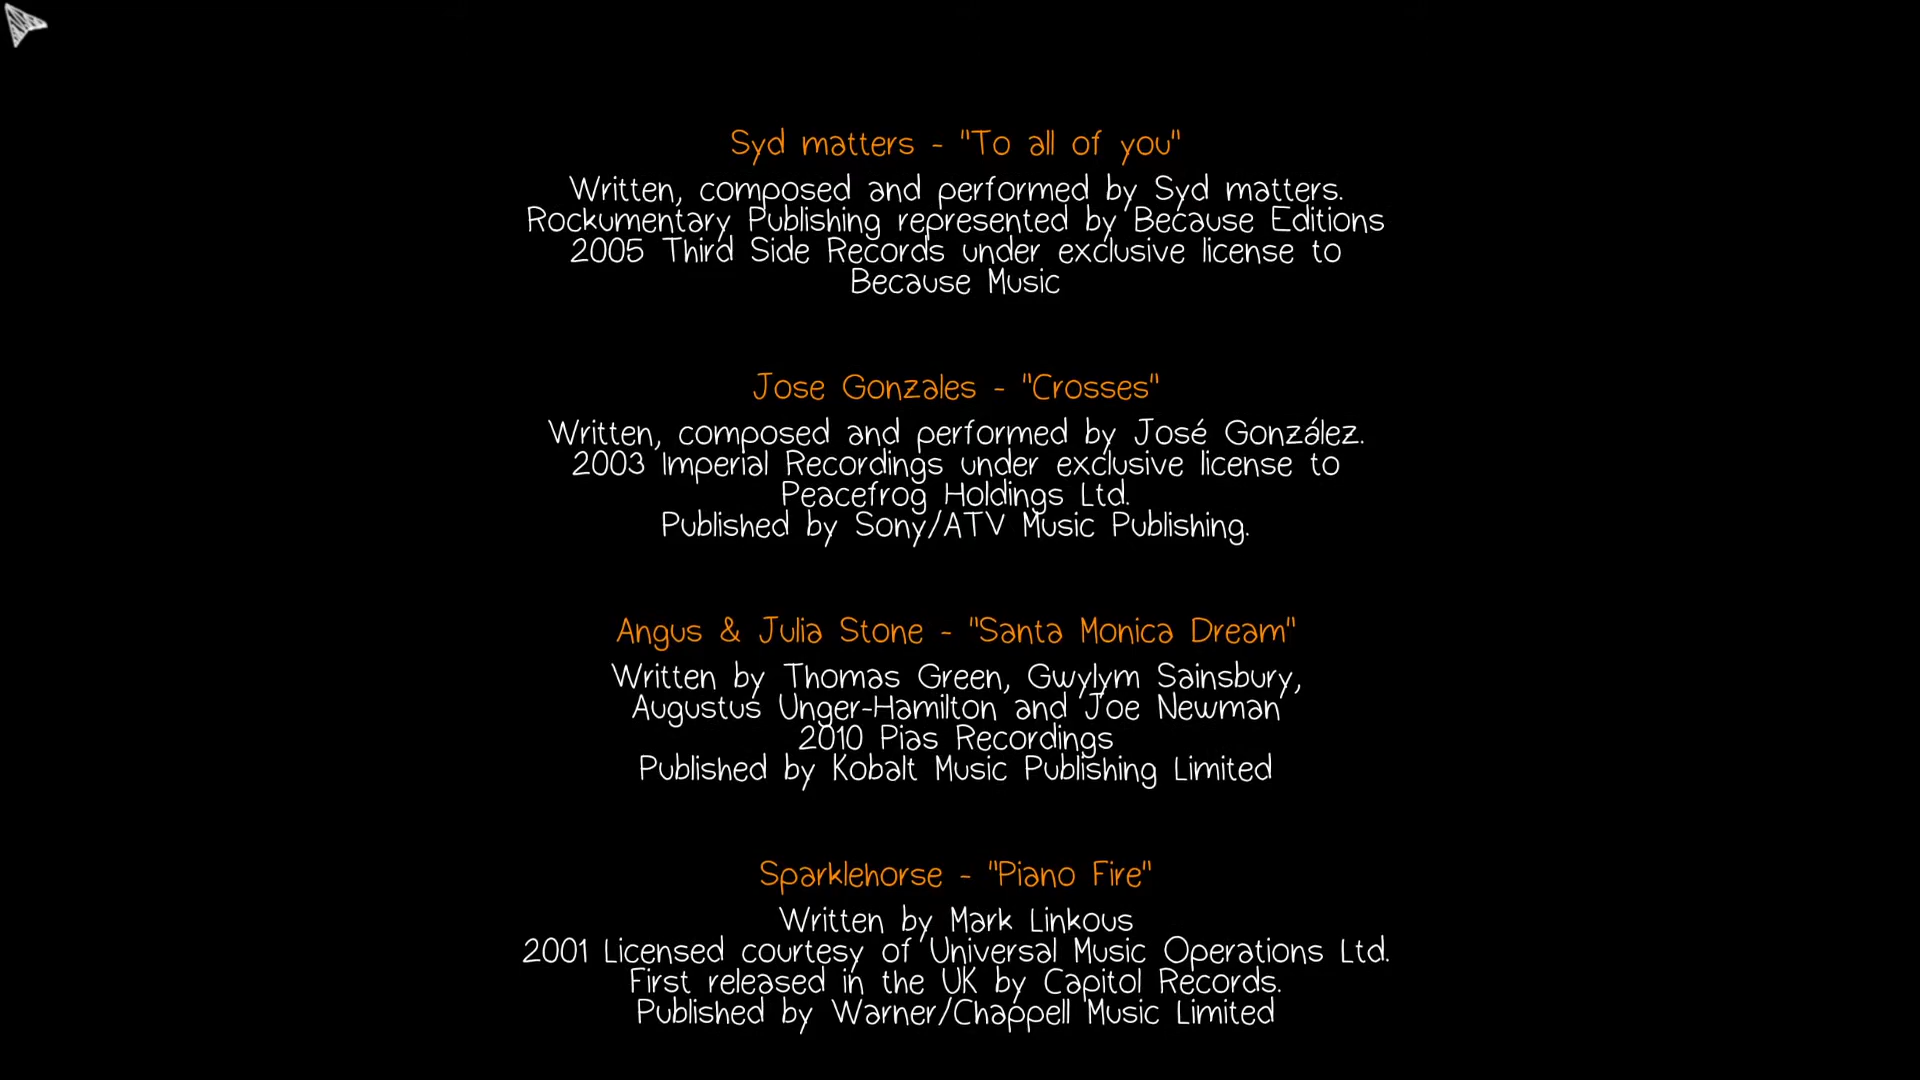 Syd matters - "To all of you"
Written, composed and performed by Syd matters.
Rockumentary Publishing represented by Because Editions
2005 Third Side Records under exclusive license to
Because Music
Jose Gonzales - "Crosses"
Written, composed and performed by José González.
2003 Imperial Recordings under exclusive license to
Peacefrog Holdings Ltd.
Published by Sony/ATV Music Publishing.
Angus & Julia Stone - "Santa Monica Dream"
Written by Thomas Green, Gwylym Sainsbury,
Augustus Unger-Hamilton and Joe Newman
2010 Pias Recordings
Published by Kobalt Music Publishing Limited
Sparklehorse - "Piano Fire"
Written by Mark Linkous
2001 Licensed courtesy of Universal Music Operations Ltd.
First released in the UK by Capitol Records.
Published by Warner/Chappell Music Limited